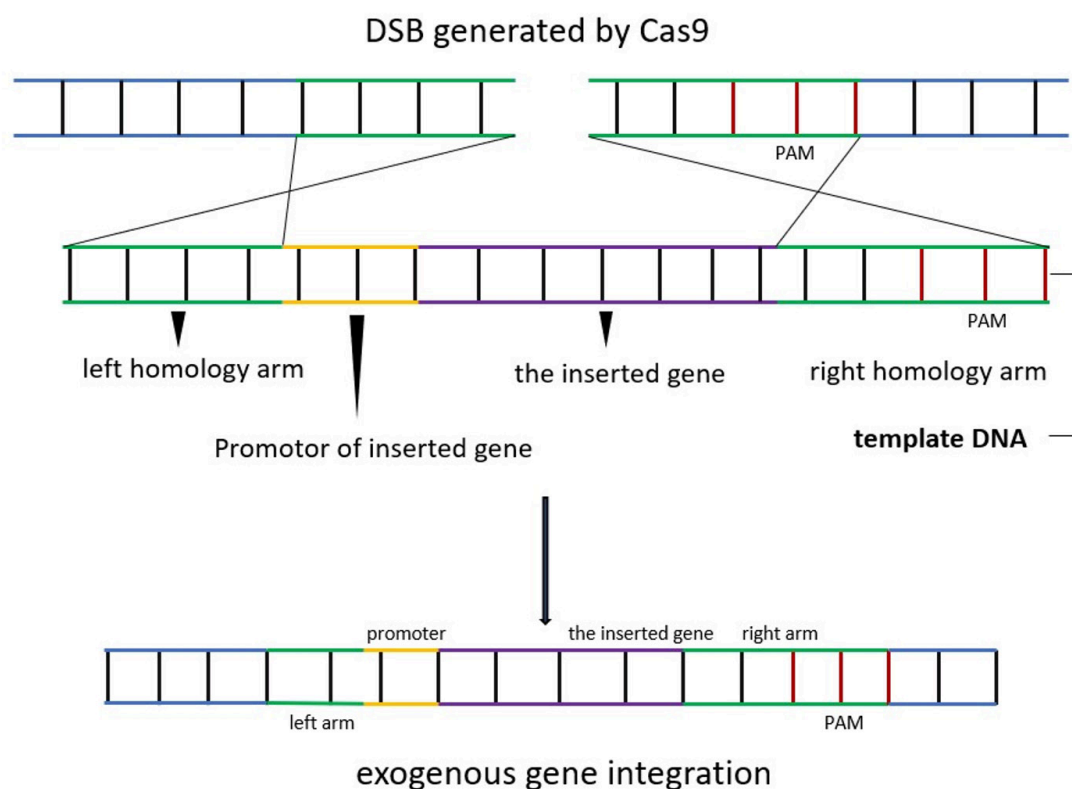 DSB generated by Cas9
PAM
PAM
left homology arm
the inserted gene
right homology arm
Promotor of inserted gene
template DNA
promoter
the inserted gene
right arm
left arm
PAM
exogenous gene integration